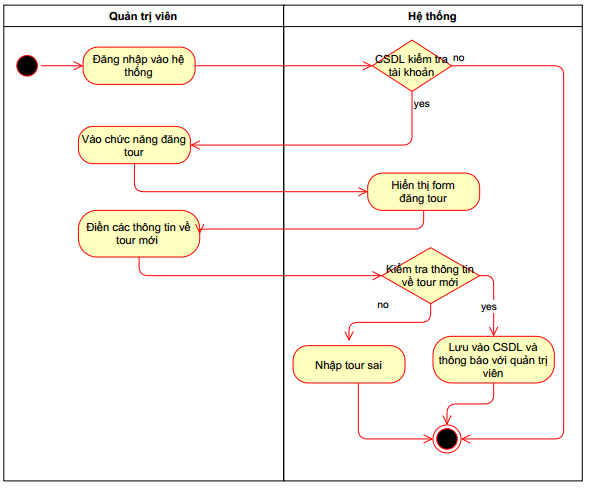 Quản trị viên
Hệ thống
Đăng nhập vào hệ
thống
CSDL kiểm tra
tài khoản
no
yes
Vào chức năng đăng
tour
Hiển thị form
đăng tour
Điền các thông tin về
tour mới
Kiểm tra thông tin
về tour mới
no
yes
Nhập tour sai
Lưu vào CSDL và
thông báo với quản trị
viên